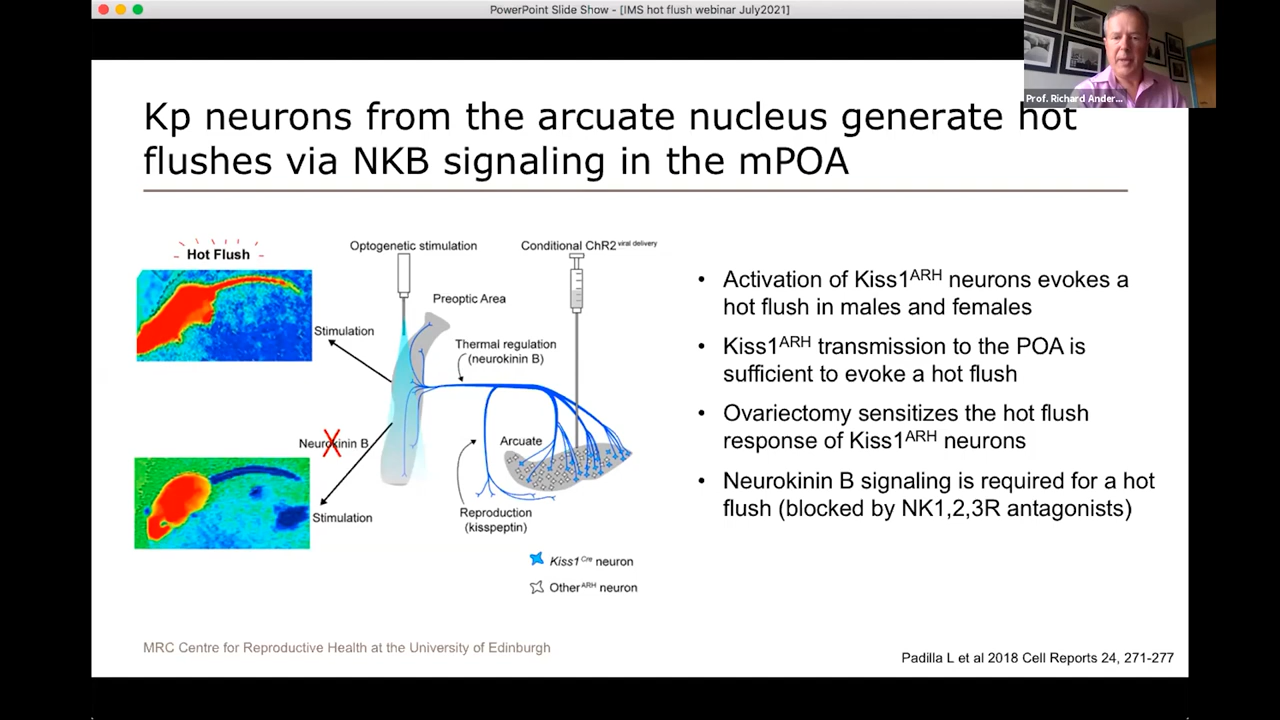 PowerPoint Slide Show - [IMS hot flush webinar July2021]
Prof. Richard Ander...
Kp neurons from the arcuate nucleus generate hot
flushes via NKB signaling in the mPOA
Hot Flush
Optogenetic stimulation
Conditional ChR2 viral delivery
Preoptic Area
Stimulation
Thermal regulation
(neurokinin B)
Neurokinin B
Arcuate
Stimulation
Reproduction
(kisspeptin)
Kiss1Cre neuron
OtherARH neuron
• Activation of Kiss1ARH neurons evokes a
hot flush in males and females
• Kiss1ARH transmission to the POA is
sufficient to evoke a hot flush
• Ovariectomy sensitizes the hot flush
response of Kiss1ARH neurons
• Neurokinin B signaling is required for a hot
flush (blocked by NK1,2,3R antagonists)
MRC Centre for Reproductive Health at the University of Edinburgh
Padilla L et al 2018 Cell Reports 24, 271-277